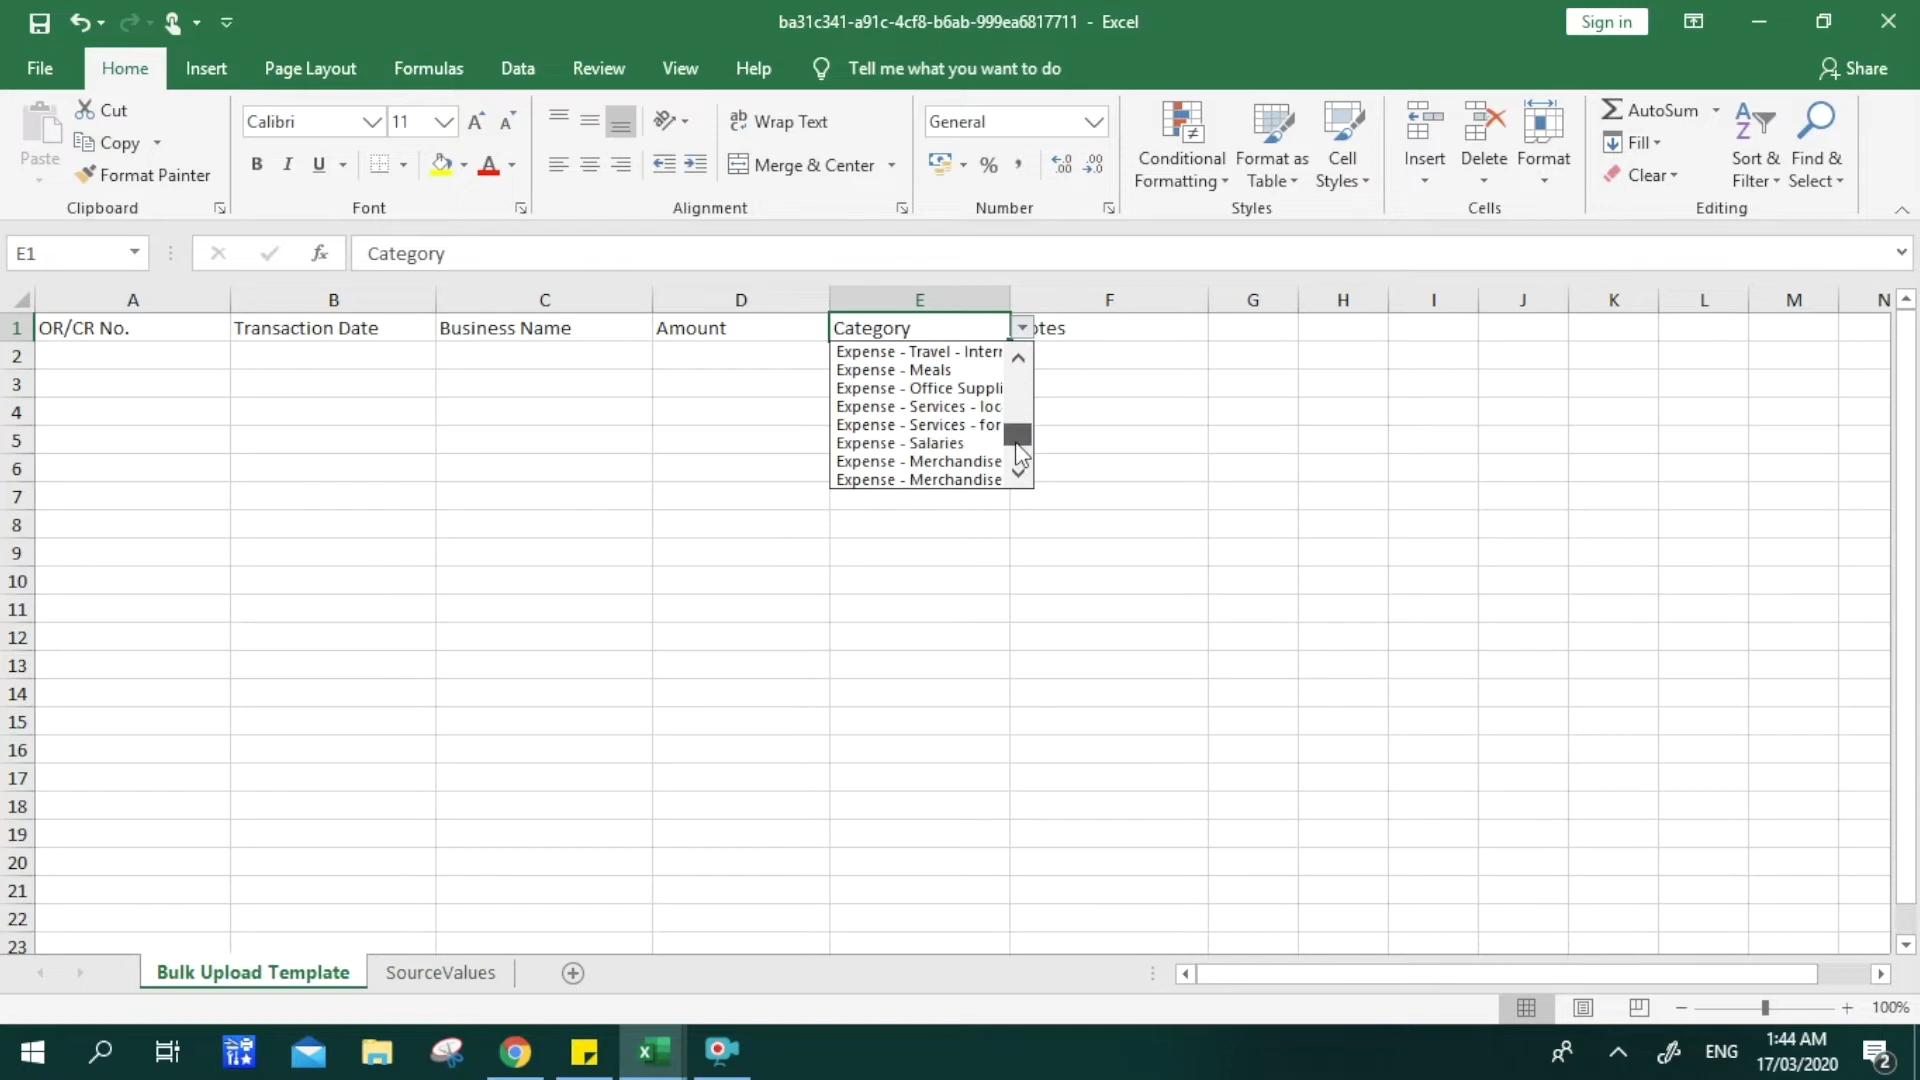 ba31c341-a91c-4cf8-b6ab-999ea6817711 - Excel
Sign in
File Home Insert Page Layout Formulas Data Review View Help Tell me what you want to do Share
Paste
Cut
Copy
Format Painter
Clipboard
Calibri 11
B I U
Font
Wrap Text
Merge & Center
Alignment
General
Number
Conditional Formatting
Format as Table
Cell Styles
Styles
Insert
Delete
Format
Cells
AutoSum
Fill
Clear
Sort & Filter
Find & Select
Editing
E1 fx Category
A B C D E F G H I J K L M N
1 OR/CR No. Transaction Date Business Name Amount Category otes
Expense - Travel - Intern
Expense - Meals
Expense - Office Suppli
Expense - Services - loc
Expense - Services - for
Expense - Salaries
Expense - Merchandise
Expense - Merchandise
2
3
4
5
6
7
8
9
10
11
12
13
14
15
16
17
18
19
20
21
22
23
Bulk Upload Template SourceValues
100%
ENG
1:44 AM
17/03/2020
2